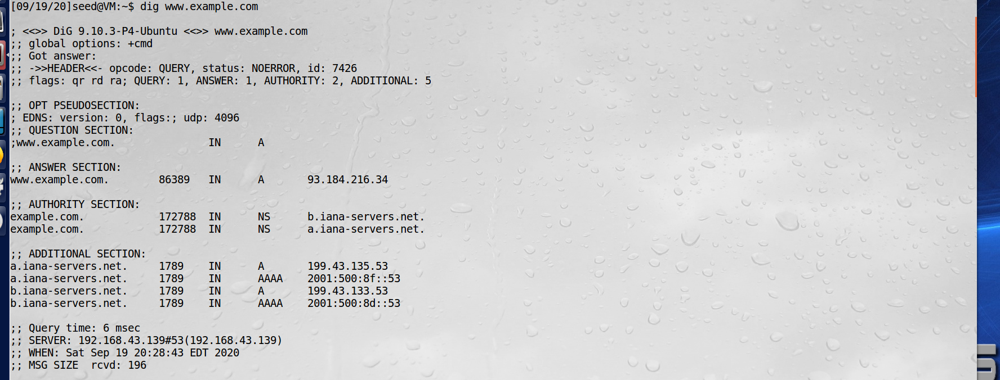 [09/19/20]seed@VM:~$ dig www.example.com
; <<>> DiG 9.10.3-P4-Ubuntu <<>> www.example.com
;; global options: +cmd
;; Got answer:
;; ->>HEADER<<- opcode: QUERY, status: NOERROR, id: 7426
;; flags: qr rd ra; QUERY: 1, ANSWER: 1, AUTHORITY: 2, ADDITIONAL: 5
;; OPT PSEUDOSECTION:
; EDNS: version: 0, flags:; udp: 4096
;; QUESTION SECTION:
;www.example.com. IN A
;; ANSWER SECTION:
www.example.com. 86389 IN A 93.184.216.34
;; AUTHORITY SECTION:
example.com. 172788 IN NS b.iana-servers.net.
example.com. 172788 IN NS a.iana-servers.net.
;; ADDITIONAL SECTION:
a.iana-servers.net. 1789 IN A 199.43.135.53
a.iana-servers.net. 1789 IN AAAA 2001:500:8f::53
b.iana-servers.net. 1789 IN A 199.43.133.53
b.iana-servers.net. 1789 IN AAAA 2001:500:8d::53
;; Query time: 6 msec
;; SERVER: 192.168.43.139#53(192.168.43.139)
;; WHEN: Sat Sep 19 20:28:43 EDT 2020
;; MSG SIZE rcvd: 196